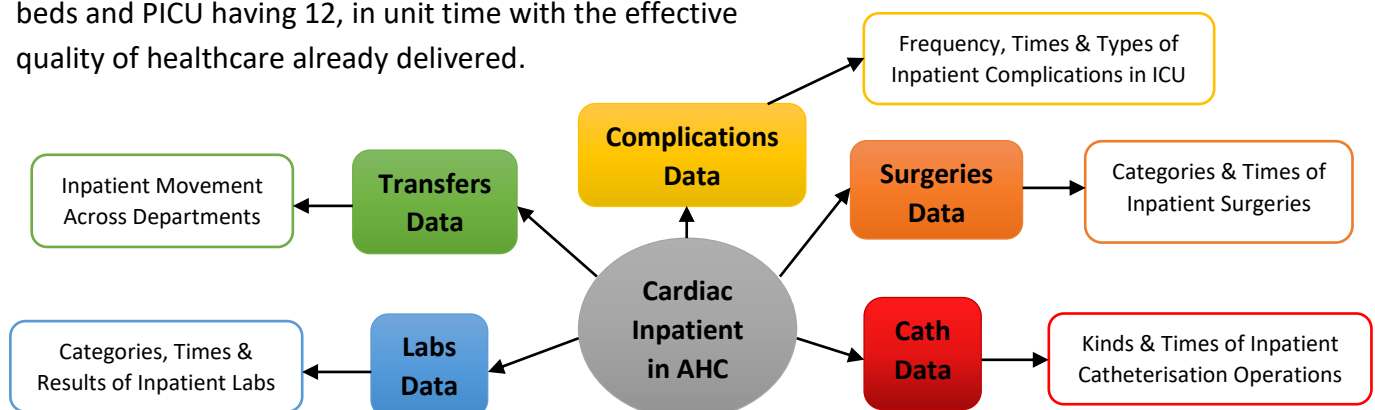 beds and PICU having 12, in unit time with the effective
quality of healthcare already delivered.
Frequency, Times & Types of
Inpatient Complications in ICU
Complications
Data
Transfers
Data
Inpatient Movement
Across Departments
Surgeries
Data
Categories & Times of
Inpatient Surgeries
Cardiac
Inpatient
in AHC
Labs
Data
Categories, Times &
Results of Inpatient Labs
Cath
Data
Kinds & Times of Inpatient
Catheterisation Operations